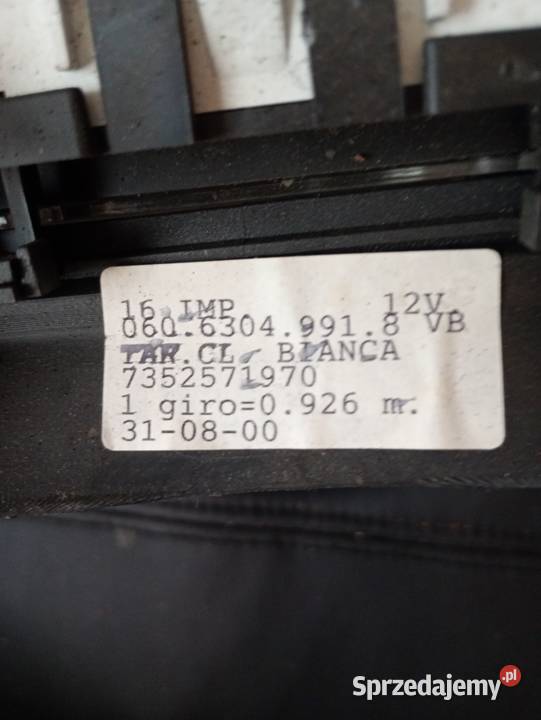 16 IMP. 12V.
060.6304.991.8 VB
TAR.CL. BIANCA
7352571970
1 giro=0.926 m.
31-08-00
Sprzedajemy.pl